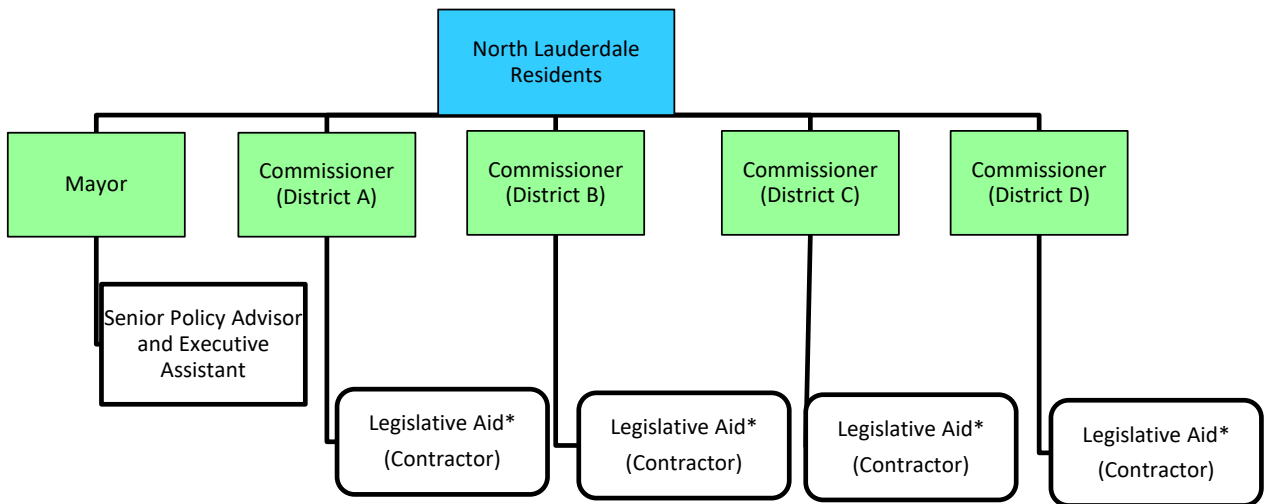 North Lauderdale
Residents
Mayor
Commissioner
(District A)
Commissioner
(District B)
Commissioner
(District C)
Commissioner
(District D)
Senior Policy Advisor
and Executive
Assistant
Legislative Aid*
(Contractor)
Legislative Aid*
(Contractor)
Legislative Aid*
(Contractor)
Legislative Aid*
(Contractor)